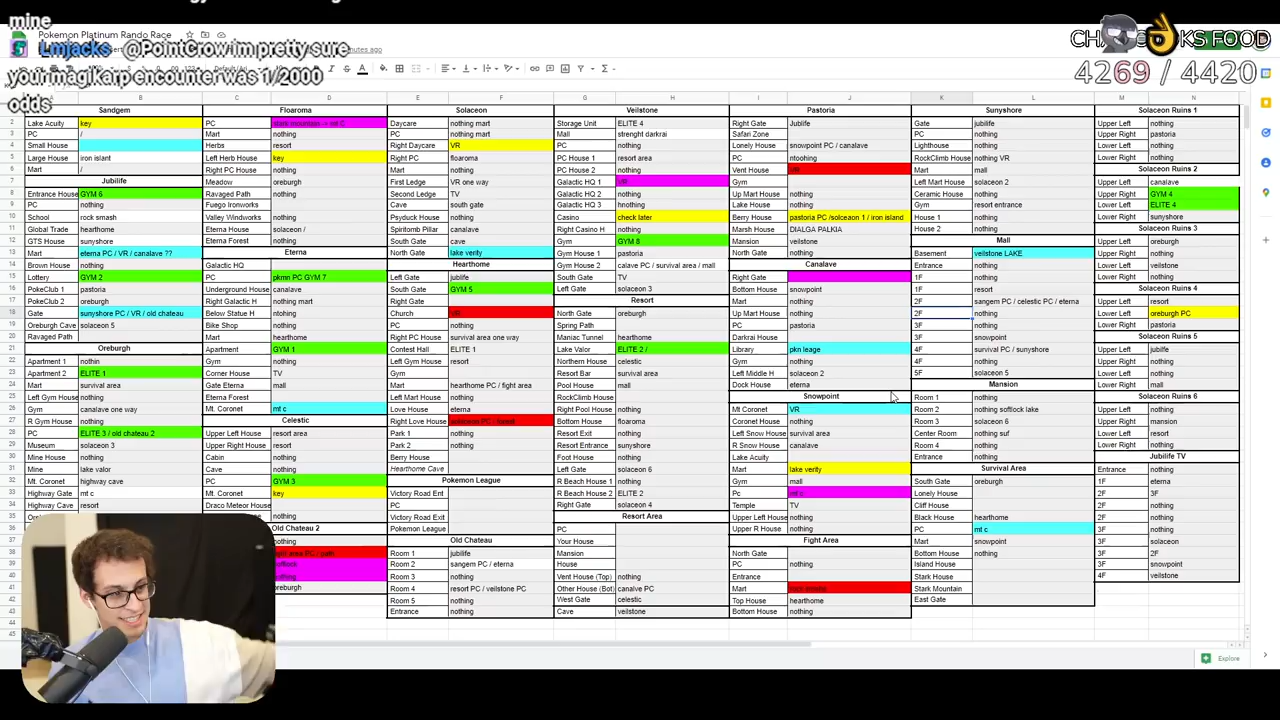 mine
Pokemon Platinum Rando Race
Lmjacks @PointCrow im pretty sure
your magikarp encounter was 1/2000
odds
4269 / 4420
Sandgem
Lake Acuity key
PC /
Small House
Large House iron islant
Mart /
Jubilife
Entrance House GYM 6
PC nothing
School rock smash
Global Trade hearthome
GTS House sunyshore
Mart eterna PC / VR / canalave ??
Brown House nothing
Lottery GYM 2
PokeClub 1 pastoria
PokeClub 2 oreburgh
Gate sunyshore PC / VR / old chateau
Oreburgh Cave solaceon 5
Ravaged Path
Oreburgh
Apartment 1 nothin
Apartment 2 ELITE 1
Mart survival area
Left Gym House nothing
Gym canalave one way
R Gym House nothing
PC ELITE 3 / old chateau 2
Museum solaceon 3
Mine House nothing
Mine lake valor
Mt. Coronet highway cave
Highway Gate mt c
Highway Cave resort
Floaroma
PC
Mart nothing
Herbs resort
Left Herb House key
Right PC House nothing
Meadow oreburgh
Ravaged Path nothing
Fuego Ironworks
Valley Windworks nothing
Eterna House solaceon /
Eterna Forest nothing
Eterna
Galactic HQ
PC pkmn PC GYM 7
Underground House canalave
Right Galactic H nothing mart
Below Statue H ntohing
Bike Shop nothing
Mart hearthome
Apartment GYM 1
Gym nothing
Corner House TV
Gate Eterna mall
Gate Forest
Mt. Coronet mt c
Celestic
Upper Left House resort area
Upper Right House resort
Cabin nothing
Cave nothing
PC GYM 3
Mt. Coronet key
Draco Meteor House
Old Chateau 2
oreburgh
Solaceon
Daycare nothing mart
PC nothing
Right Daycare VR
Right PC floaroma
Mart nothing
First Ledge VR one way
Second Ledge TV
Cave south gate
Psyduck House nothing
Spiritomb Pillar canalave
South Gate cave
North Gate lake verity
Hearthome
Left Gate jublife
South Gate GYM 5
Right Gate
Church VR
PC nothing
Mart survival area one way
Contest Hall ELITE 1
Left Gym House resort
Gym nothing
Mart hearthome PC / fight area
Left Mart House nothing
Love House eterna
Right Love House
Park 1 nothing
Park 2 nothing
Berry House
Hearthome Cave
Pokemon League
Victory Road Ent
PC
Victory Road Exit
Pokemon League
Old Chateau
Room 1 jubilife
Room 2 sangem PC / eterna
Room 3 nothing
Room 4 resort PC / veilstone PC
Room 5 nothing
Entrance nothing
Veilstone
Storage Unit ELITE 4
Mall strenght darkrai
PC nothing
PC House 1 resort area
PC House 2 nothing
Galactic HQ 1 VR
Galactic HQ 2 nothing
Galactic HQ 3 hnothing
Casino check later
Right Casino H nothing
Gym GYM 8
Gym House 1 pastoria
Gym House 2 calave PC / survival area / mall
South Gate TV
Left Gate solaceon 3
Resort
North Gate oreburgh
Spring Path
Maniac Tunnel hearthome
Lake Valor ELITE 2 /
Northern House celestic
Resort Bar survival area
Pool House mall
RockClimb House
Right Pool House nothing
Bottom House floaroma
Resort Exit nothing
Resort Entrance sunyshore
Foot House nothing
Left Gate solaceon 6
R Beach House 1 nothing
R Beach House 2 ELITE 2
Right Gate solaceon 4
Resort Area
PC
Your House
Mansion
House
Vent House (Top) nothing
Other House (Bot) canalve PC
West Gate celestic
Cave veilstone
Pastoria
Right Gate Jublife
Safari Zone
Lonely House snowpoint PC / canalave
PC ntoohing
Vent House VR
Gym
Up Mart House nothing
Lake House nothing
Berry House pastoria PC /solceaon 1 / iron island
Marsh House DIALGA PALKIA
Mansion veilstone
North Gate nothing
Canalave
Right Gate
Bottom House snowpoint
Mart nothing
Up Mart House nothing
PC pastoria
Library pkn leage
Gym nothing
Left Middle H solaceon 2
Dock House eterna
Snowpoint
Mt Coronet VR
Coronet House nothing
Left Snow House survival area
R Snow House canalave
Lake Acuity
Mart lake verity
Gym mall
Pc mt c
Temple TV
Upper Left House nothing
Upper R House nothing
Fight Area
North Gate
PC nothing
Entrance
Mart
Top House hearthome
Bottom House nothing
Sunyshore
Gate jubilife
PC nothing
Lighthouse nothing
RockClimb House nothing VR
Mart mall
Left Mart House solaceon 2
Ceramic House nothing
Gym resort entrance
House 1 nothing
House 2 nothing
Mall
Basement veilstone LAKE
Entrance nothing
1F resort
2F sangem PC / celestic PC / eterna
2F nothing
3F nothing
3F snowpoint
4F survival PC / sunyshore
4F nothing
5F solaceon 5
Mansion
Room 1 nothing
Room 2 nothing softlock lake
Room 3 solaceon 6
Center Room nothing suf
Room 4 nothing
Entrance nothing
Survival Area
South Gate oreburgh
Lonely House
Cliff House
Black House hearthome
PC mt c
Mart snowpoint
Bottom House nothing
Island House
Stark House
Stark Mountain
East Gate
Solaceon Ruins 1
Upper Left nothing
Upper Right pastoria
Lower Left nothing
Lower Right nothing
Solaceon Ruins 2
Upper Left canalave
Upper Right GYM 4
Lower Left ELITE 4
Lower Left sunyshore
Solaceon Ruins 3
Upper Left oreburgh
Upper Right nothing
Lower Left veilstone
Lower Right nothing
Solaceon Ruins 4
Upper Left resort
Upper Right oreburgh PC
Lower Right pastoria
Solaceon Ruins 5
Upper Left jubilfe
Upper Right nothing
Lower Left nothing
Lower Right mall
Solaceon Ruins 6
Upper Left nothing
Upper Right mansion
Lower Left resort
Lower Right nothing
Jubilife TV
Entrance nothing
1F eterna
2F 3F
2F nothing
3F nothing
3F nothing
3F solaceon
3F 2F
3F snowpoint
4F veilstone
Explore